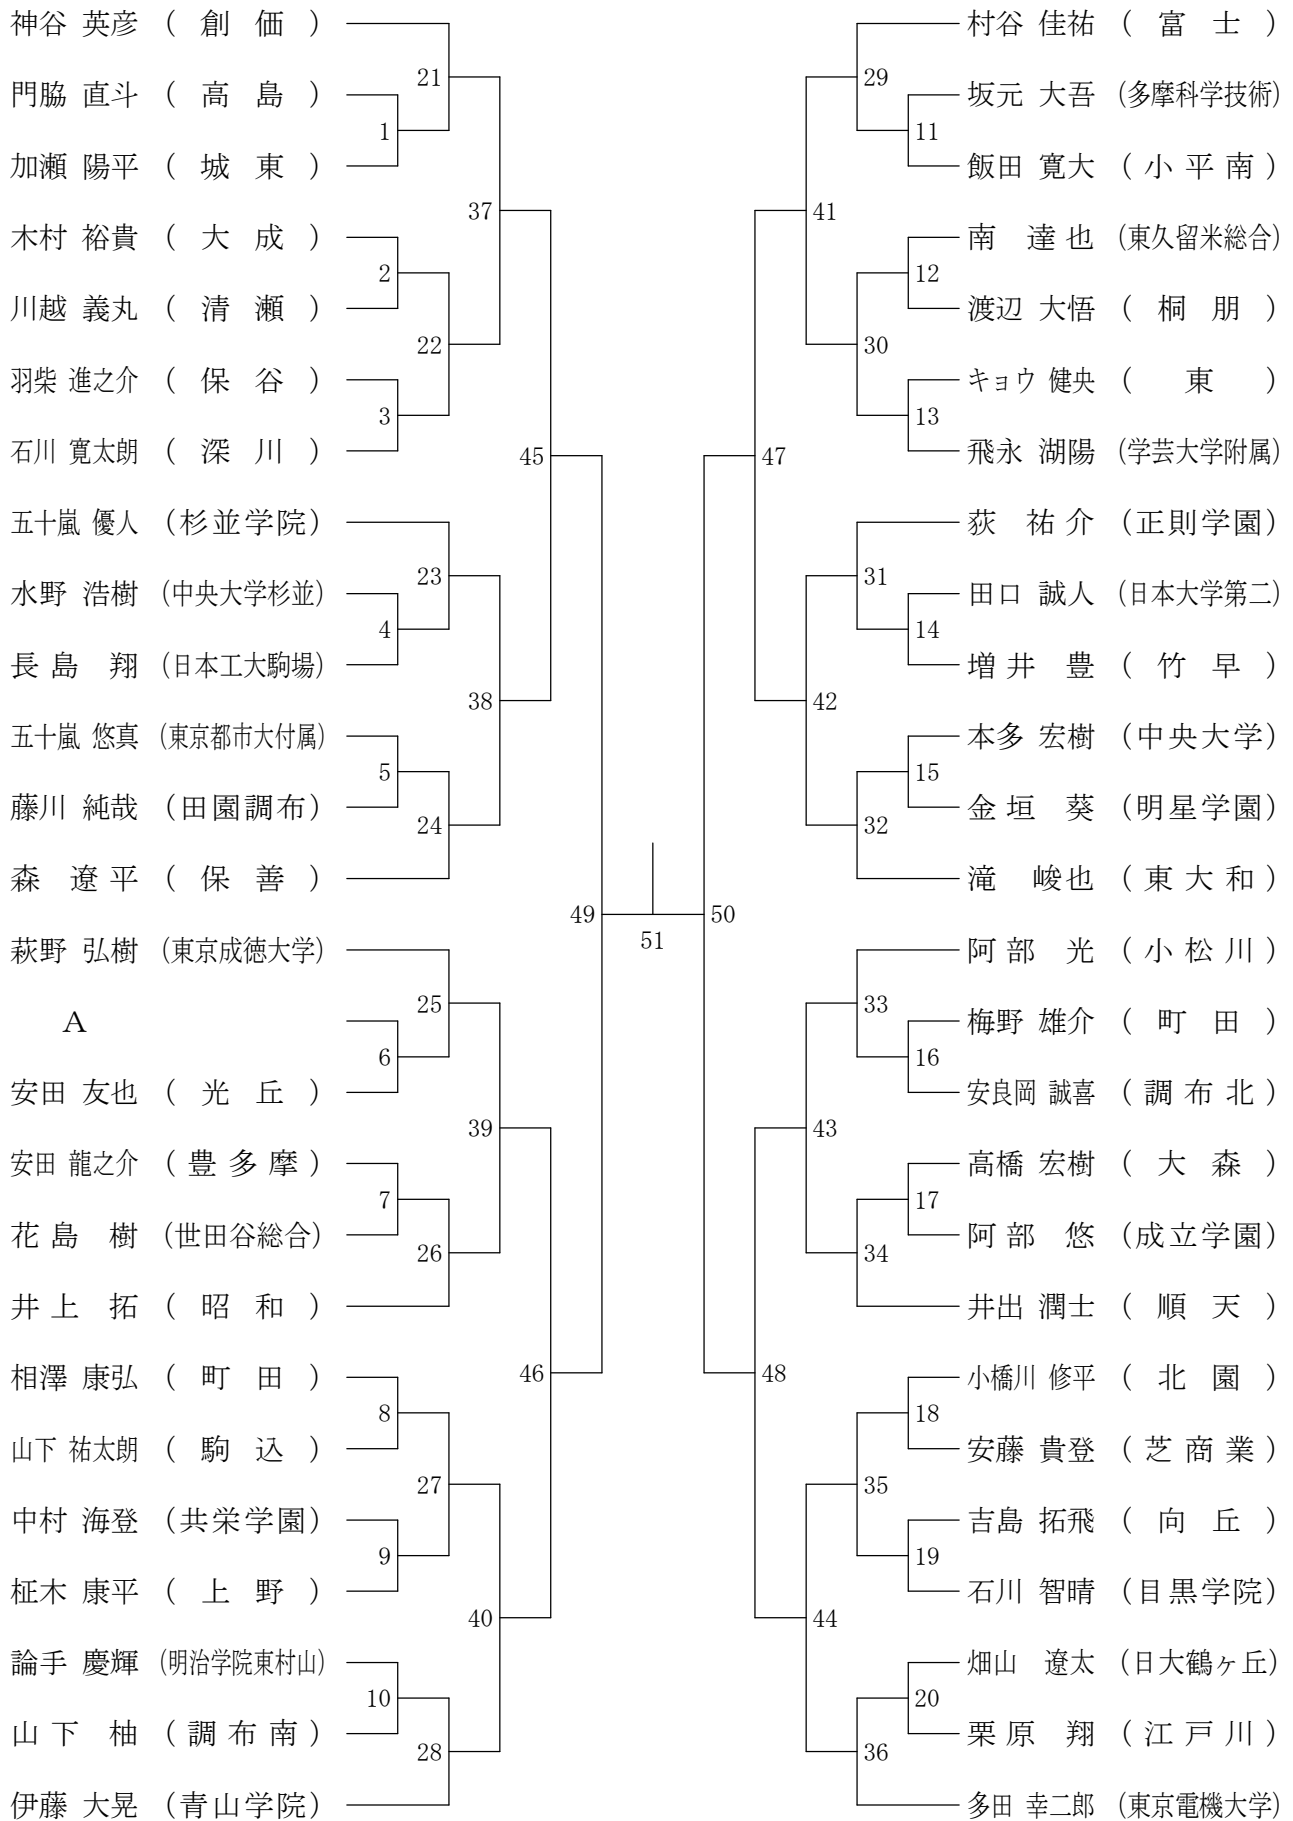 神谷 英彦 ( 創 価 )
21
門脇 直斗 ( 高 島 )
1
加瀬 陽平 ( 城 東 )
37
木村 裕貴 ( 大 成 )
2
川越 義丸 ( 清 瀬 )
22
羽柴 進之介 ( 保 谷 )
3
石川 寛太朗 ( 深 川 )
45
五十嵐 優人 (杉並学院)
23
水野 浩樹 (中央大学杉並)
4
長島 翔 (日本工大駒場)
38
五十嵐 悠真 (東京都市大付属)
5
藤川 純哉 (田園調布)
24
森 遼平 ( 保 善 )
49
萩野 弘樹 (東京成徳大学)
25
A
6
安田 友也 ( 光 丘 )
39
安田 龍之介 ( 豊 多 摩 )
7
花島 樹 (世田谷総合)
26
井上 拓 ( 昭 和 )
46
相澤 康弘 ( 町 田 )
8
山下 祐太朗 ( 駒 込 )
27
中村 海登 (共栄学園)
9
柾木 康平 ( 上 野 )
40
論手 慶輝 (明治学院東村山)
10
山下 柚 ( 調 布 南 )
28
伊藤 大晃 (青山学院)
51
村谷 佳祐 ( 富 士 )
29
坂元 大吾 (多摩科学技術)
11
飯田 寛大 ( 小 平 南 )
41
南 達也 (東久留米総合)
12
渡辺 大悟 ( 桐 朋 )
30
キョウ 健央 ( 東 )
13
飛永 湖陽 (学芸大学附属)
47
荻 祐介 (正則学園)
31
田口 誠人 (日本大学第二)
14
増井 豊 ( 竹 早 )
42
本多 宏樹 (中央大学)
15
金垣 葵 (明星学園)
32
滝 峻也 ( 東 大 和 )
50
阿部 光 ( 小 松 川 )
33
梅野 雄介 ( 町 田 )
16
安良岡 誠喜 ( 調 布 北 )
43
高橋 宏樹 ( 大 森 )
17
阿部 悠 (成立学園)
34
井出 潤士 ( 順 天 )
48
小橋川 修平 ( 北 園 )
18
安藤 貴登 ( 芝 商 業 )
35
吉島 拓飛 ( 向 丘 )
19
石川 智晴 (目黒学院)
44
畑山 遼太 (日大鶴ヶ丘)
20
栗原 翔 ( 江 戸 川 )
36
多田 幸二郎 (東京電機大学)